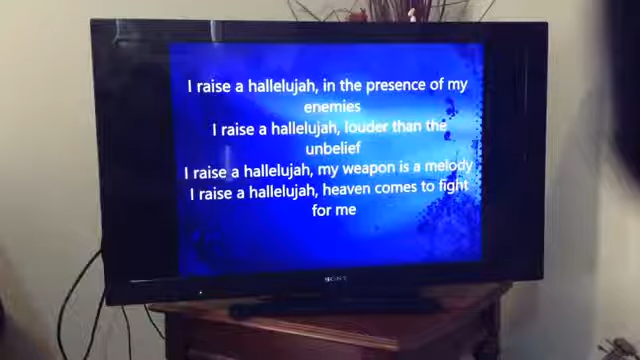 I raise a hallelujah, in the presence of my
enemies
I raise a hallelujah, louder than the
unbelief
I raise a hallelujah, my weapon is a melody
I raise a hallelujah, heaven comes to fight
for me
SONY